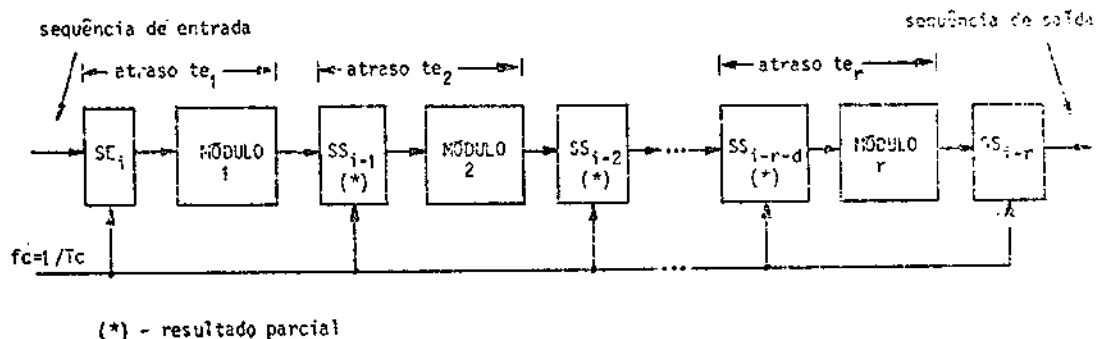 sequência de entrada
sequência de saída
atraso te₁
atraso te₂
atraso teᵣ
SEᵢ
MÓDULO
1
SSᵢ₋₁
(*)
MÓDULO
2
SSᵢ₋₂
(*)
...
SSᵢ₋ᵣ₋d
(*)
MÓDULO
r
SSᵢ₋ᵣ
fc=1/Tc
...
(*) - resultado parcial